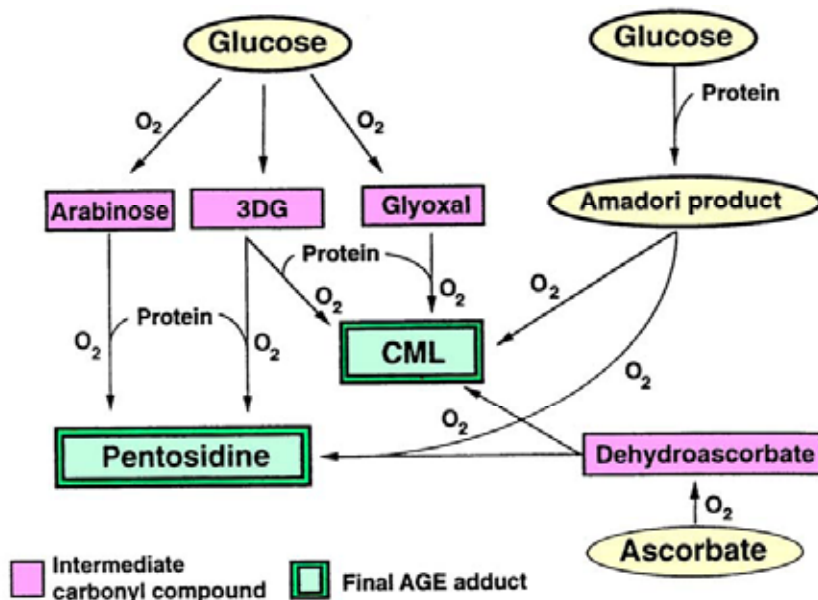 Glucose
Glucose
Protein
O₂
O₂
Arabinose
3DG
Glyoxal
Amadori product
Protein
O₂
O₂
O₂
Protein
O₂
O₂
CML
O₂
O₂
Pentosidine
Dehydroascorbate
O₂
Ascorbate
Intermediate
carbonyl compound
Final AGE adduct